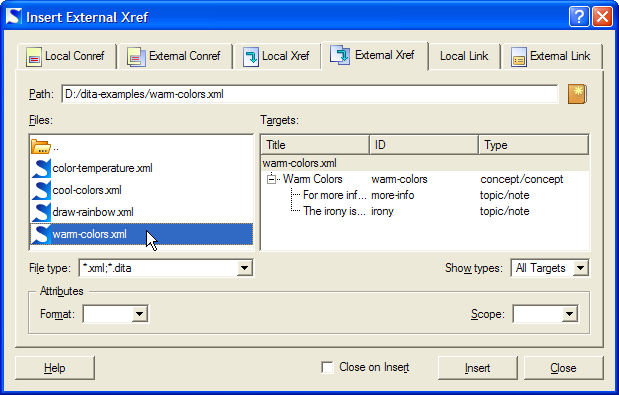 Insert External Xref
Local Conref External Conref Local Xref External Xref Local Link External Link
Path: D:/dita-examples/warm-colors.xml
Files: Targets:
.. Title ID Type
color-temperature.xml warm-colors.xml
cool-colors.xml Warm Colors warm-colors concept/concept
draw-rainbow.xml For more inf... more-info topic/note
warm-colors.xml The irony is... irony topic/note
File type: *.xml;*.dita Show types: All Targets
Attributes
Format: Scope:
Help Close on Insert Insert Close